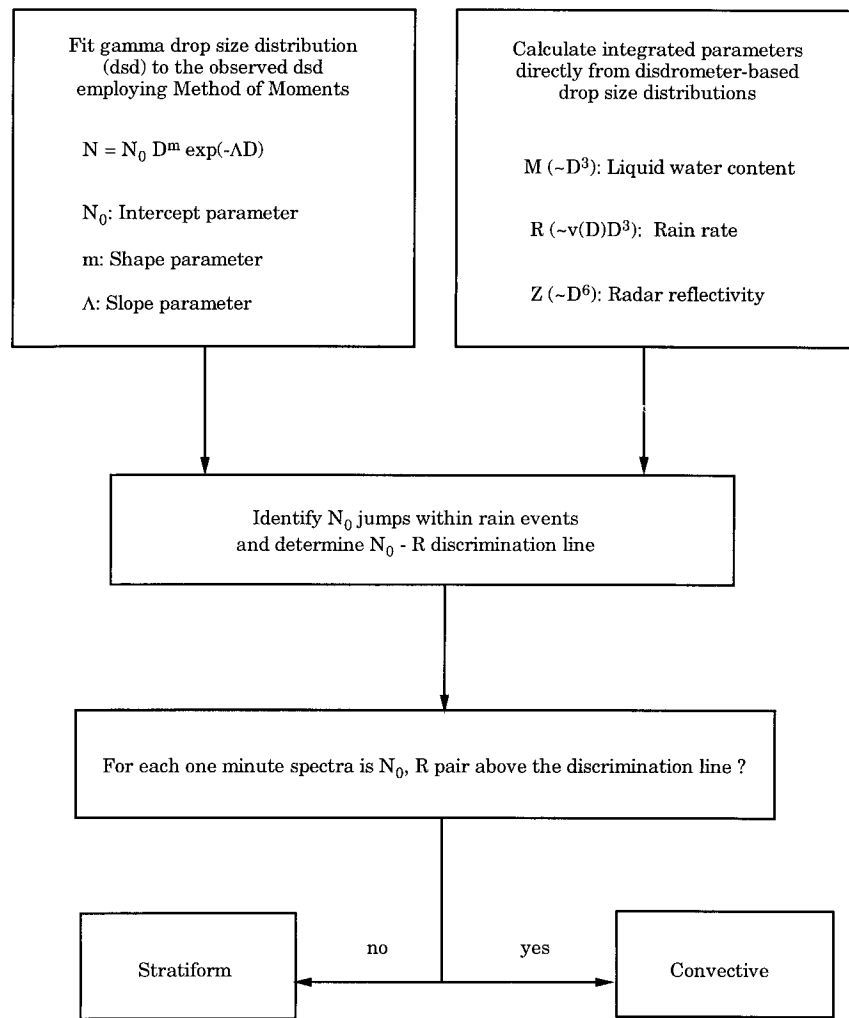 Fit gamma drop size distribution
(dsd) to the observed dsd
employing Method of Moments
N = N₀ Dᵐ exp(-ΛD)
N₀: Intercept parameter
m: Shape parameter
Λ: Slope parameter
Calculate integrated parameters
directly from disdrometer-based
drop size distributions
M (~D³): Liquid water content
R (~v(D)D³): Rain rate
Z (~D⁶): Radar reflectivity
Identify N₀ jumps within rain events
and determine N₀ - R discrimination line
For each one minute spectra is N₀, R pair above the discrimination line ?
no
yes
Stratiform
Convective